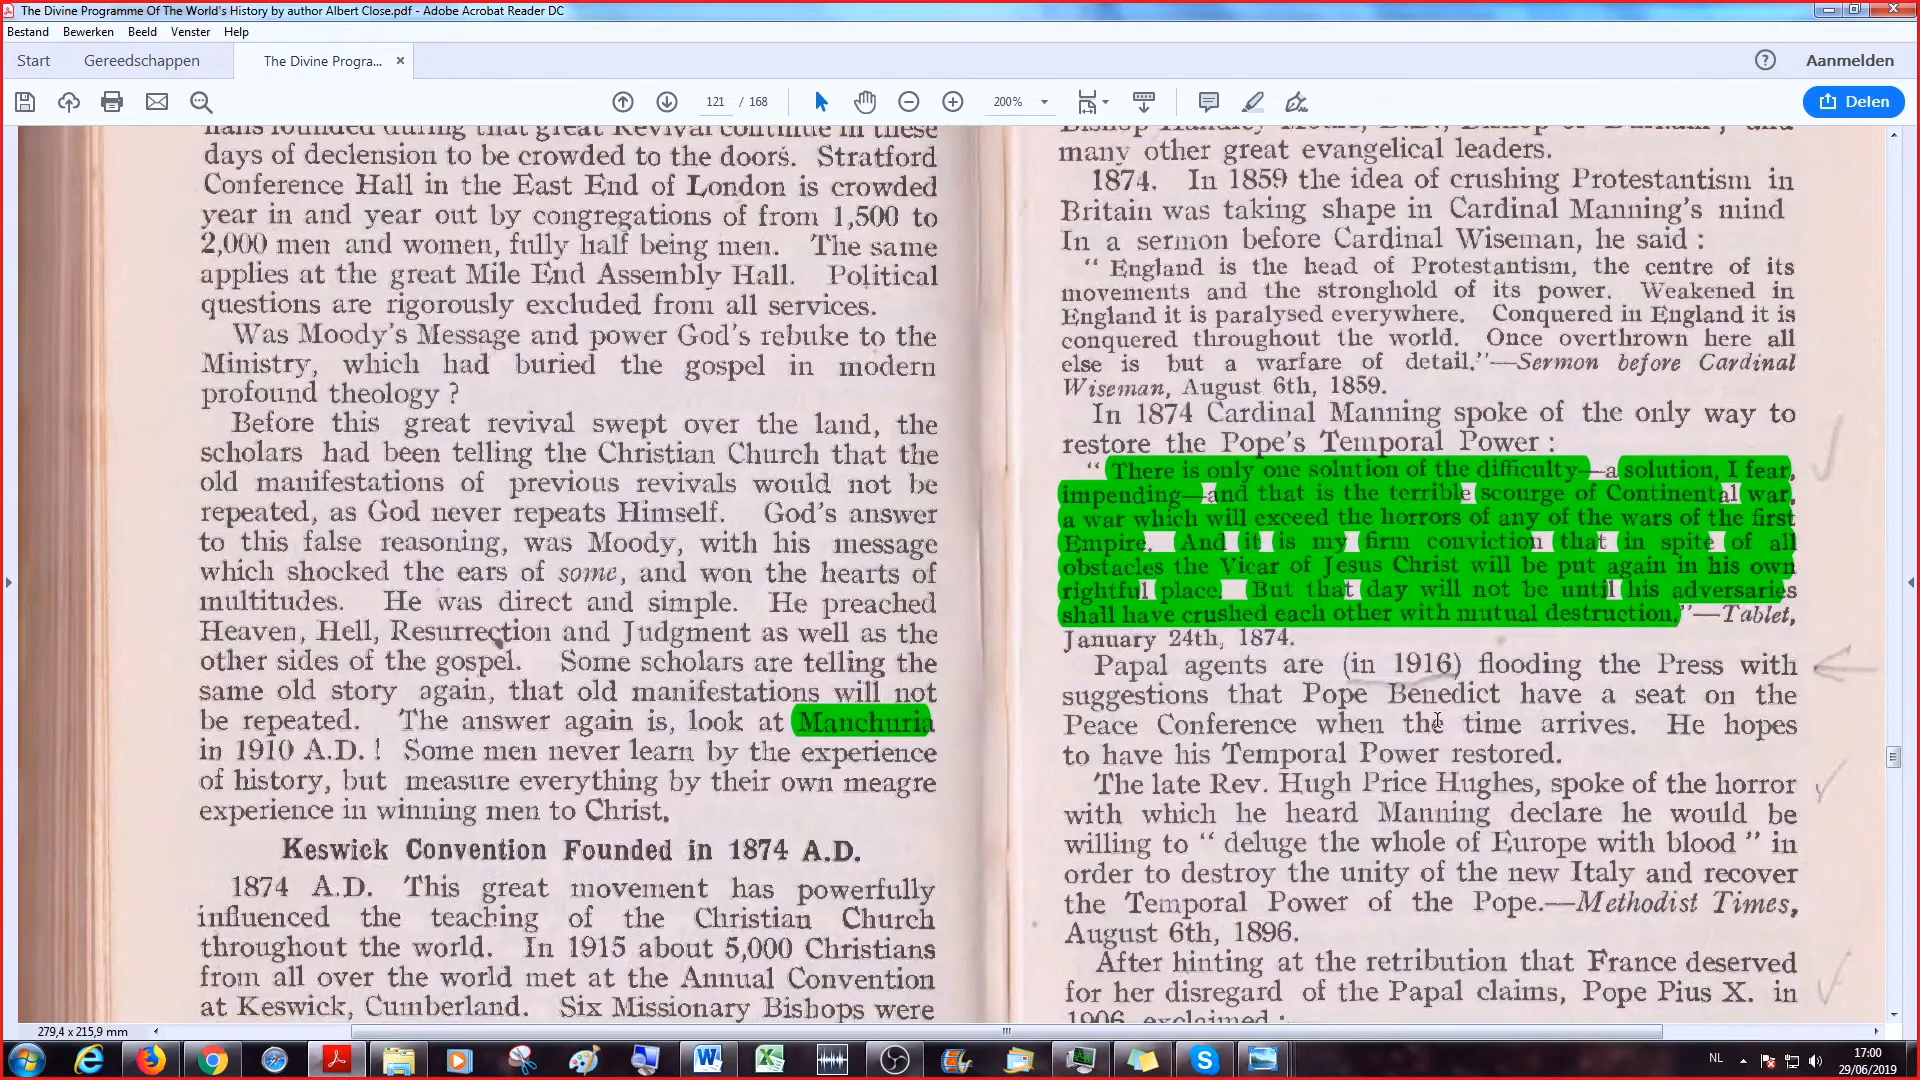 The Divine Programme Of The World's History by author Albert Close.pdf - Adobe Acrobat Reader DC
Bestand Bewerken Beeld Venster Help
Start Gereedschappen The Divine Progra... × Aanmelden
121 / 168 200% Delen
halls founded during that great Revival continue in these
days of declension to be crowded to the doors. Stratford
Conference Hall in the East End of London is crowded
year in and year out by congregations of from 1,500 to
2,000 men and women, fully half being men. The same
applies at the great Mile End Assembly Hall. Political
questions are rigorously excluded from all services.
Was Moody's Message and power God's rebuke to the
Ministry, which had buried the gospel in modern
profound theology ?
Before this great revival swept over the land, the
scholars had been telling the Christian Church that the
old manifestations of previous revivals would not be
repeated, as God never repeats Himself. God's answer
to this false reasoning, was Moody, with his message
which shocked the ears of some, and won the hearts of
multitudes. He was direct and simple. He preached
Heaven, Hell, Resurrection and Judgment as well as the
other sides of the gospel. Some scholars are telling the
same old story again, that old manifestations will not
be repeated. The answer again is, look at Manchuria
in 1910 A.D. ! Some men never learn by the experience
of history, but measure everything by their own meagre
experience in winning men to Christ.
Keswick Convention Founded in 1874 A.D.
1874 A.D. This great movement has powerfully
influenced the teaching of the Christian Church
throughout the world. In 1915 about 5,000 Christians
from all over the world met at the Annual Convention
at Keswick, Cumberland. Six Missionary Bishops were
Bishop Handley Moule, D.D., Bishop of Durham ; and
many other great evangelical leaders.
1874. In 1859 the idea of crushing Protestantism in
Britain was taking shape in Cardinal Manning's mind
In a sermon before Cardinal Wiseman, he said :
“ England is the head of Protestantism, the centre of its
movements and the stronghold of its power. Weakened in
England it is paralysed everywhere. Conquered in England it is
conquered throughout the world. Once overthrown here all
else is but a warfare of detail.”—Sermon before Cardinal
Wiseman, August 6th, 1859.
In 1874 Cardinal Manning spoke of the only way to
restore the Pope's Temporal Power :
“ There is only one solution of the difficulty—a solution, I fear,
impending—and that is the terrible scourge of Continental war,
a war which will exceed the horrors of any of the wars of the first
Empire. And it is my firm conviction that in spite of all
obstacles the Vicar of Jesus Christ will be put again in his own
rightful place. But that day will not be until his adversaries
shall have crushed each other with mutual destruction.”—Tablet,
January 24th, 1874.
Papal agents are (in 1916) flooding the Press with
suggestions that Pope Benedict have a seat on the
Peace Conference when the time arrives. He hopes
to have his Temporal Power restored.
The late Rev. Hugh Price Hughes, spoke of the horror
with which he heard Manning declare he would be
willing to “ deluge the whole of Europe with blood ” in
order to destroy the unity of the new Italy and recover
the Temporal Power of the Pope.—Methodist Times,
August 6th, 1896.
After hinting at the retribution that France deserved
for her disregard of the Papal claims, Pope Pius X. in
1906 exclaimed :
279,4 x 215,9 mm
NL 17:00
29/06/2019